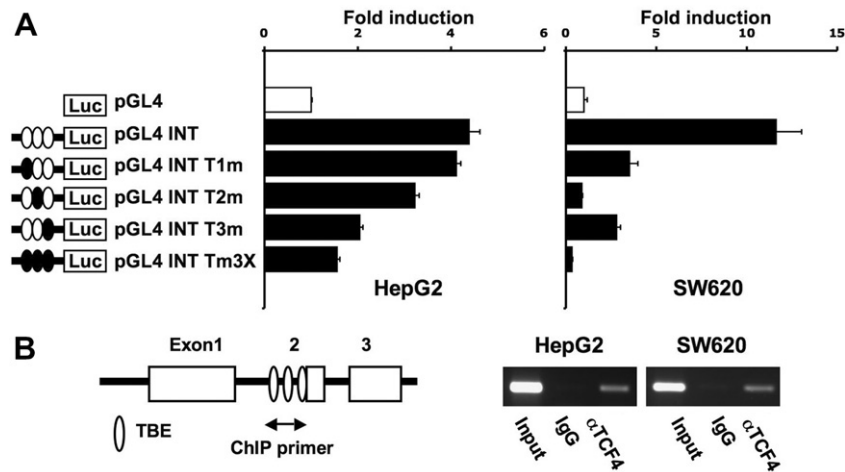 A
Fold induction
Fold induction
0 2 4 6
0 5 10 15
Luc pGL4
Luc pGL4 INT
Luc pGL4 INT T1m
Luc pGL4 INT T2m
Luc pGL4 INT T3m
Luc pGL4 INT Tm3X
HepG2
SW620
B
Exon1 2 3
TBE
ChIP primer
HepG2
SW620
Input IgG αTCF4
Input IgG αTCF4